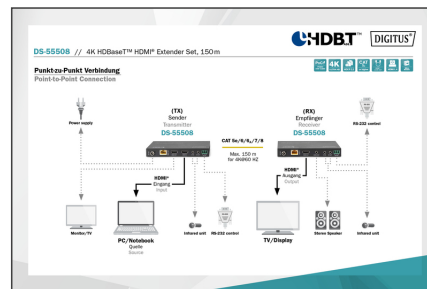 HDBT™
DIGITUS®
DS-55508 // 4K HDBaseT™ HDMI® Extender Set, 150m
Punkt-zu-Punkt Verbindung
Point-to-Point Connection
4K
CAT
Power supply
(TX)
Sender
Transmitter
DS-55508
(RX)
Empfänger
Receiver
DS-55508
RS-232 control
CAT 5e/6/6A/7/8
Max. 150 m
for 4K@60 HZ
HDMI®
Eingang
Input
HDMI®
Ausgang
Output
Monitor/TV
PC/Notebook
Quelle
Source
Infrared unit
RS-232 control
TV/Display
Stereo Speaker
Infrared unit